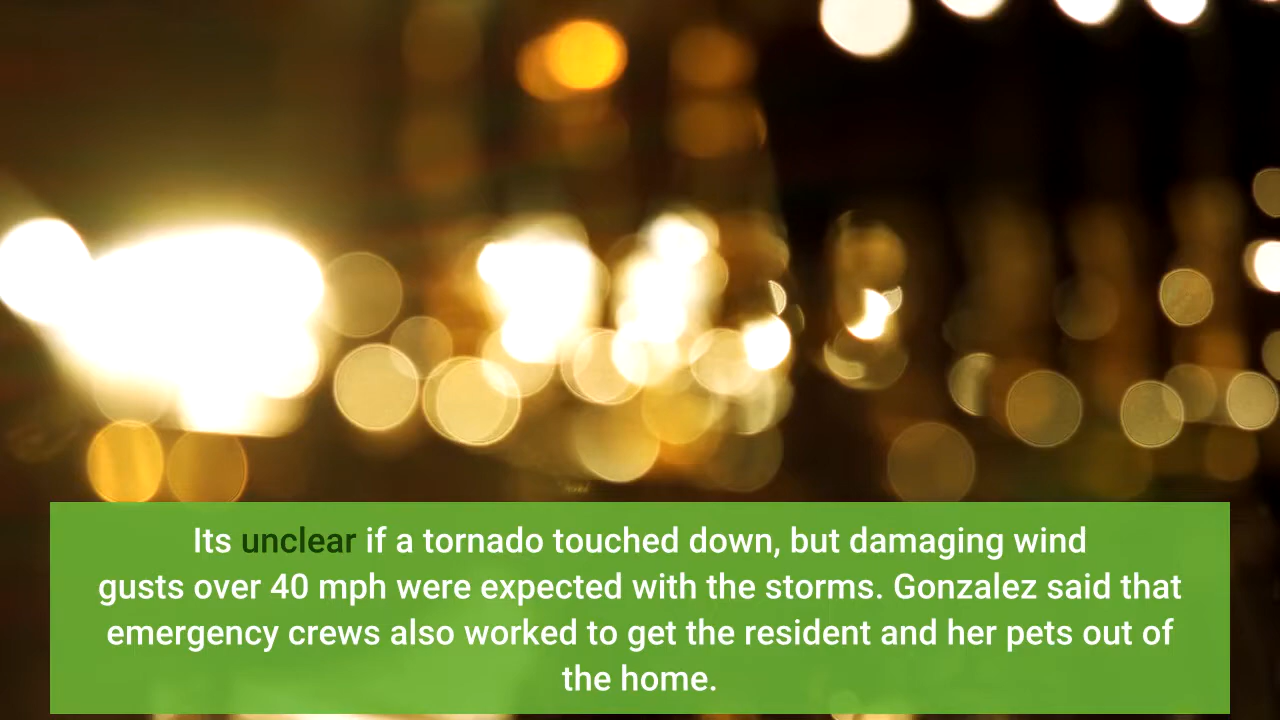 Its unclear if a tornado touched down, but damaging wind
gusts over 40 mph were expected with the storms. Gonzalez said that
emergency crews also worked to get the resident and her pets out of
the home.